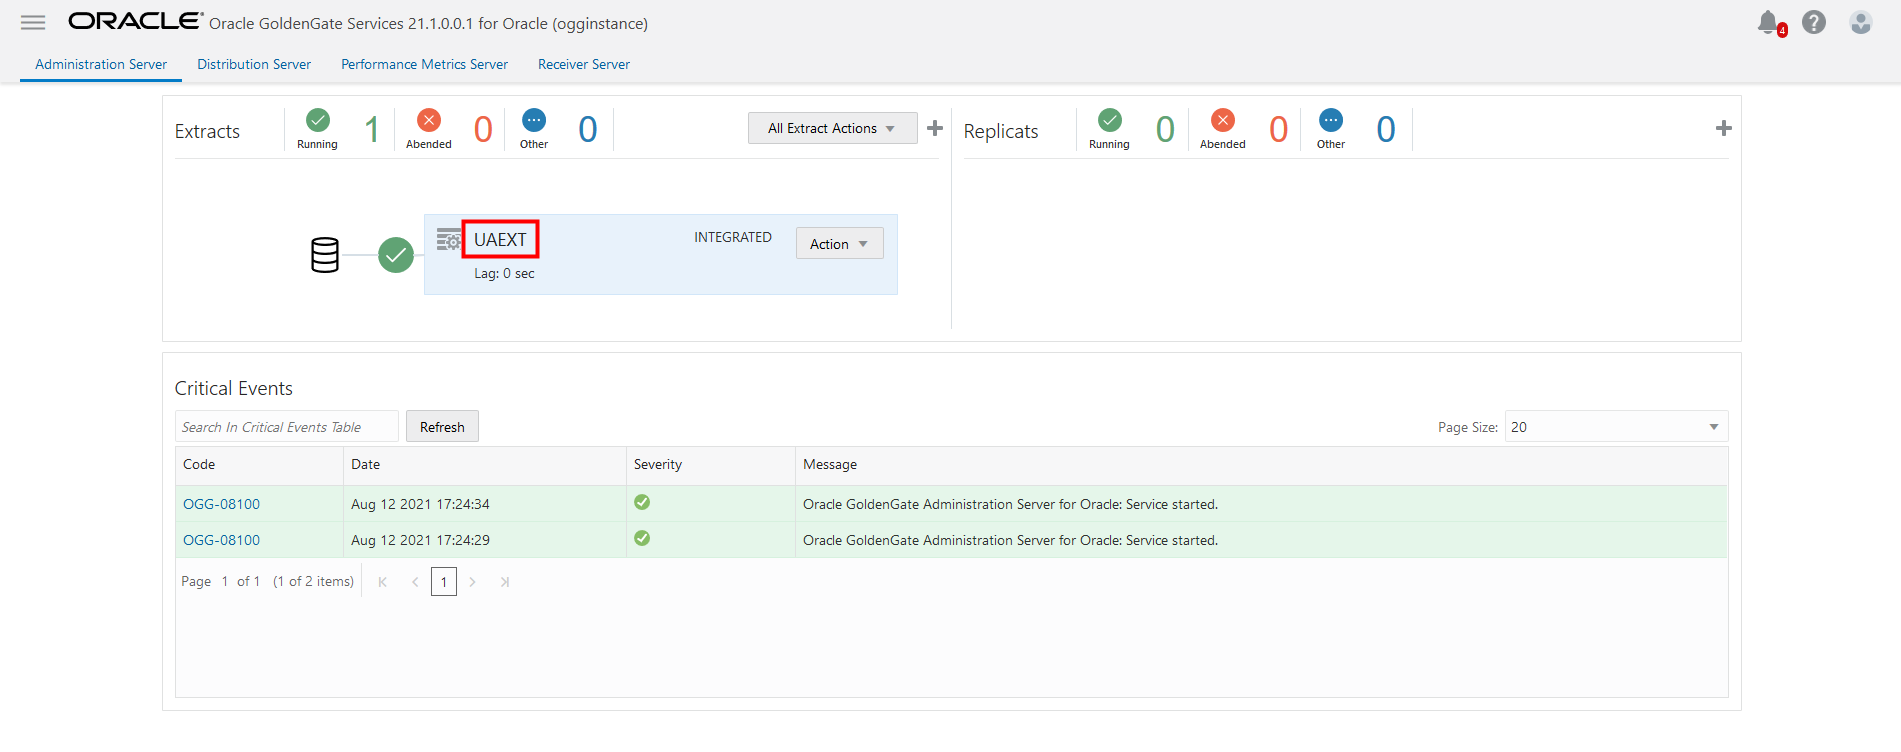 ORACLE Oracle GoldenGate Services 21.1.0.0.1 for Oracle (ogginstance)
4
Administration Server Distribution Server Performance Metrics Server Receiver Server
Extracts Running 1 Abended 0 Other 0 All Extract Actions
Replicats Running 0 Abended 0 Other 0
UAEXT INTEGRATED Action
Lag: 0 sec
Critical Events
Search In Critical Events Table Refresh Page Size: 20
Code Date Severity Message
OGG-08100 Aug 12 2021 17:24:34 Oracle GoldenGate Administration Server for Oracle: Service started.
OGG-08100 Aug 12 2021 17:24:29 Oracle GoldenGate Administration Server for Oracle: Service started.
Page 1 of 1 (1 of 2 items) 1